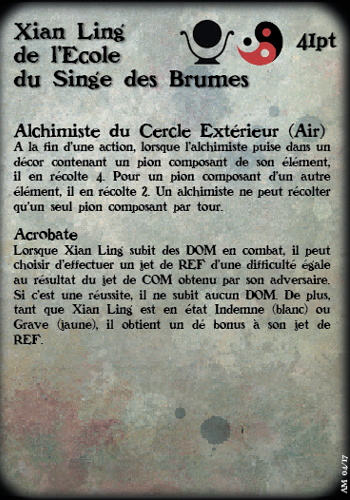 Xian Ling
de l'Ecole
du Singe des Brumes
41pt
Alchimiste du Cercle Extérieur (Air)
A la fin d'une action, lorsque l'alchimiste puise dans un
décor contenant un pion composant de son élément,
il en récolte 4. Pour un pion composant d'un autre
élément, il en récolte 2. Un alchimiste ne peut récolter
qu'un seul pion composant par tour.
Acrobate
Lorsque Xian Ling subit des DOM en combat, il peut
choisir d'effectuer un jet de REF d'une difficulté égale
au résultat du jet de COM obtenu par son adversaire.
Si c'est une réussite, il ne subit aucun DOM. De plus,
tant que Xian Ling est en état Indemne (blanc) ou
Grave (jaune), il obtient un dé bonus à son jet de
REF.
AM 04/17